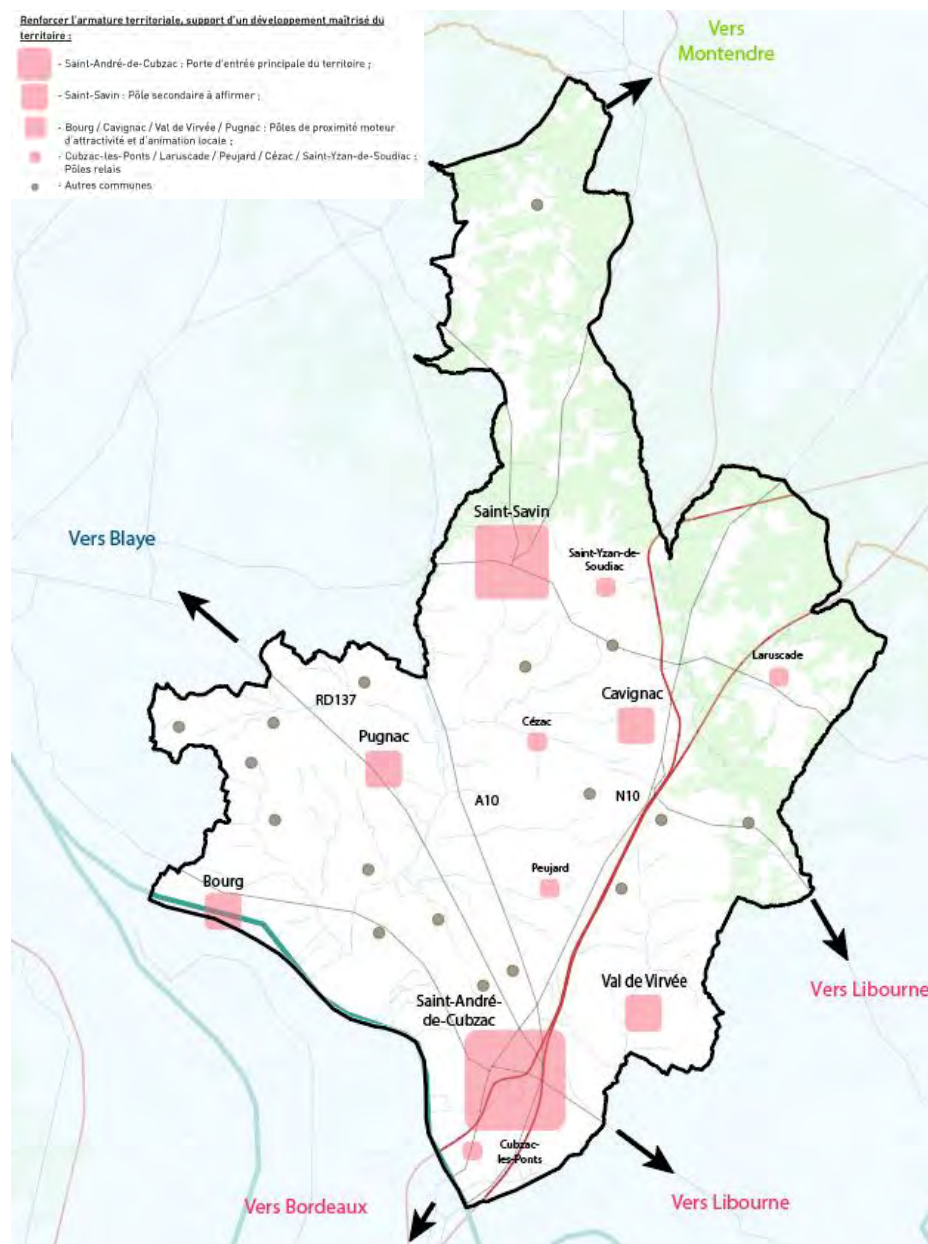 Renforcer l'armature territoriale, support d'un développement maîtrisé du
territoire :
- Saint-André-de-Cubzac : Porte d'entrée principale du territoire ;
- Saint-Savin : Pôle secondaire à affirmer ;
- Bourg / Cavignac / Val de Virvée / Pugnac : Pôles de proximité moteur
d'attractivité et d'animation locale ;
- Cubzac-les-Ponts / Laruscade / Peujard / Cézac / Saint-Yzan-de-Soudiac :
Pôles relais
- Autres communes
Vers
Montendre
Saint-Savin
Vers Blaye
Saint-Yzan-de-
Soudiac
Laruscade
RD137
Cavignac
Cézac
Pugnac
A10
N10
Peujard
Bourg
Val de Virvée
Vers Libourne
Saint-André-
de-Cubzac
Cubzac-
les-Ponts
Vers Bordeaux
Vers Libourne